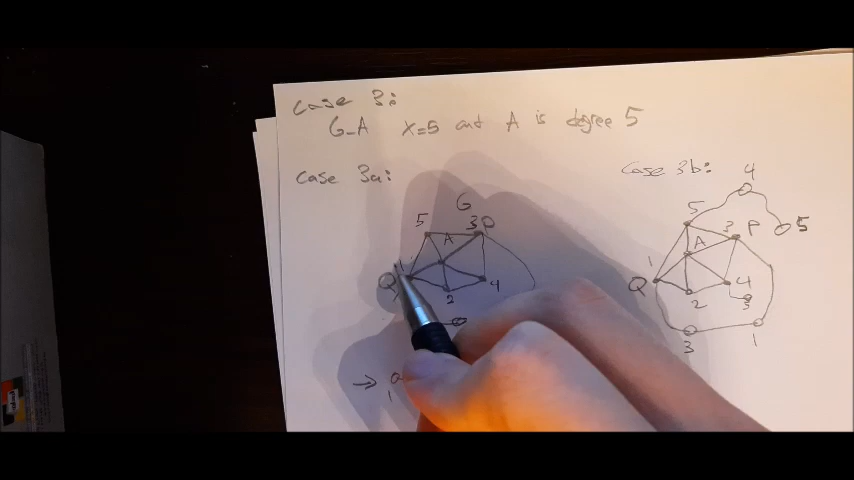 Case 3:
G-A X=5 and A is degree 5
Case 3a:
Case 3b:
G
5 3 P
A
1
Q
2 4
→ Q
1
4
5 5
3 P
A
1
Q
4
2 3
3 1